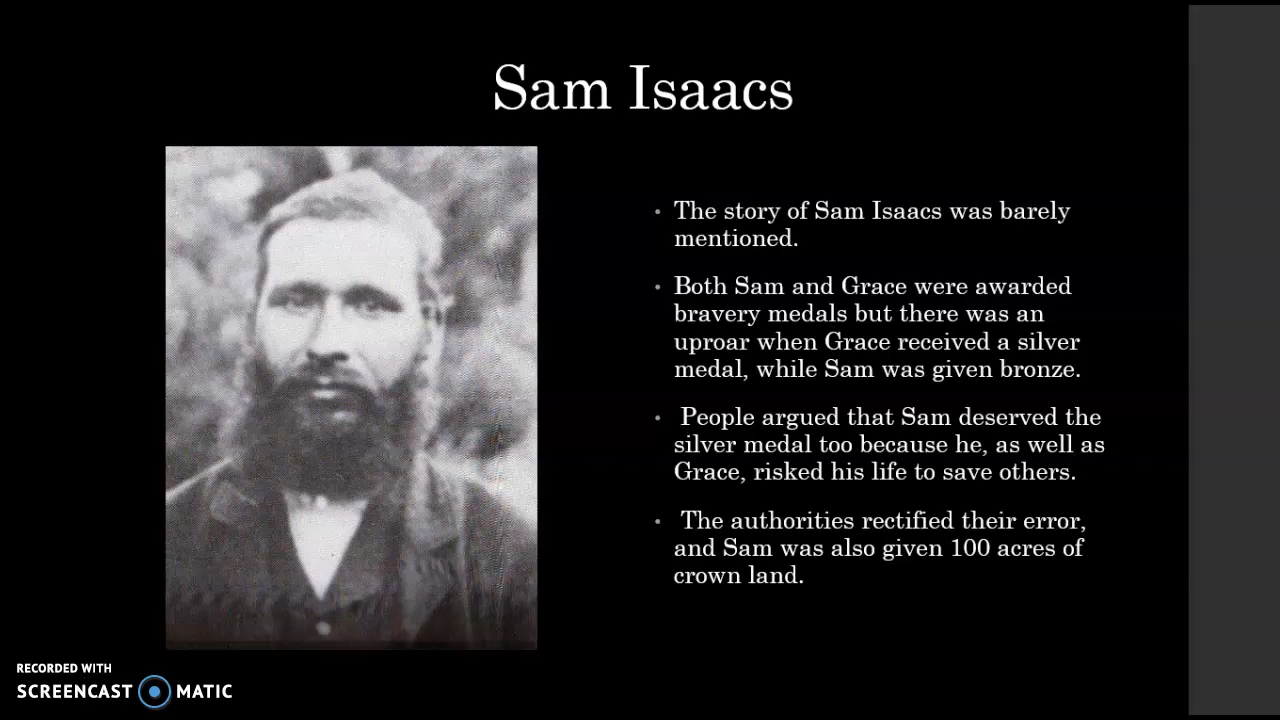 Sam Isaacs
• The story of Sam Isaacs was barely
mentioned.
• Both Sam and Grace were awarded
bravery medals but there was an
uproar when Grace received a silver
medal, while Sam was given bronze.
• People argued that Sam deserved the
silver medal too because he, as well as
Grace, risked his life to save others.
• The authorities rectified their error,
and Sam was also given 100 acres of
crown land.
RECORDED WITH
SCREENCAST MATIC